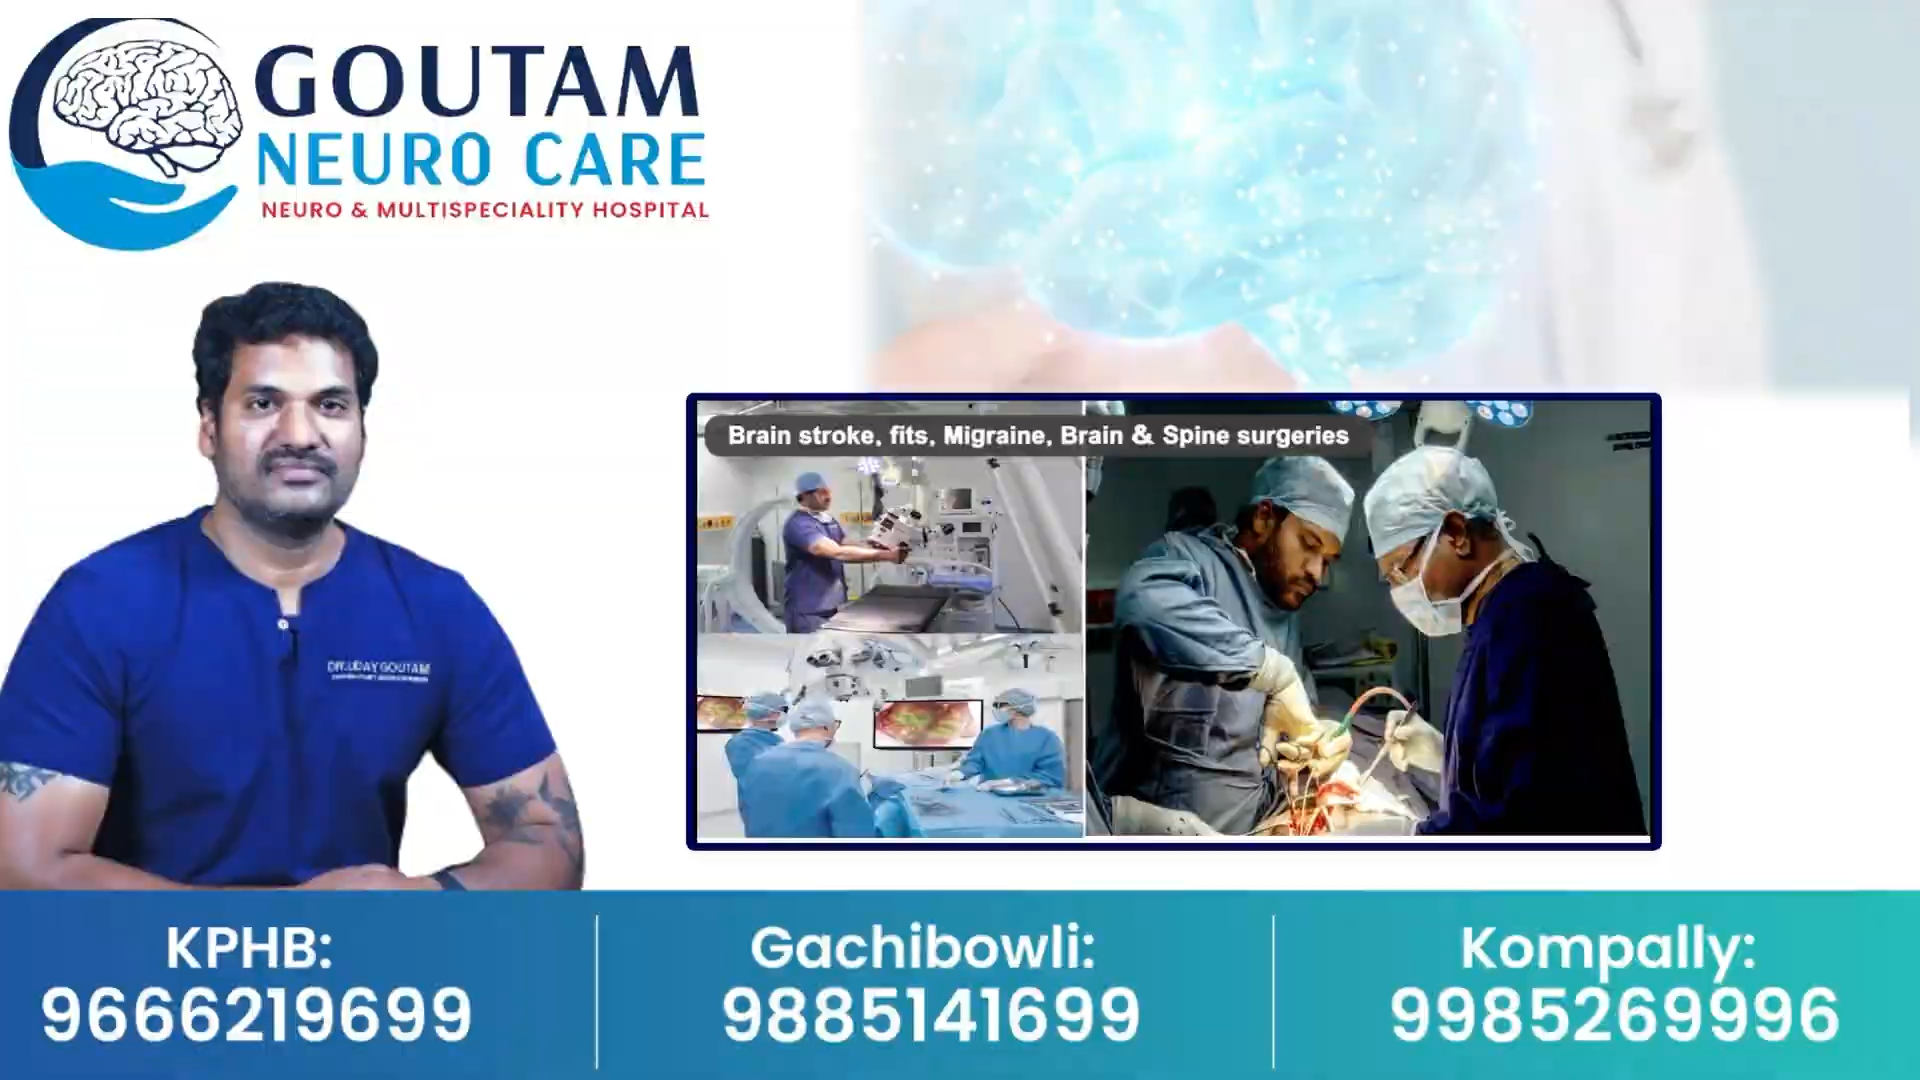 GOUTAM
NEURO CARE
NEURO & MULTISPECIALITY HOSPITAL
Brain stroke, fits, Migraine, Brain & Spine surgeries
DR.UDAY GOUTAM
KPHB:
9666219699
Gachibowli:
9885141699
Kompally:
9985269996